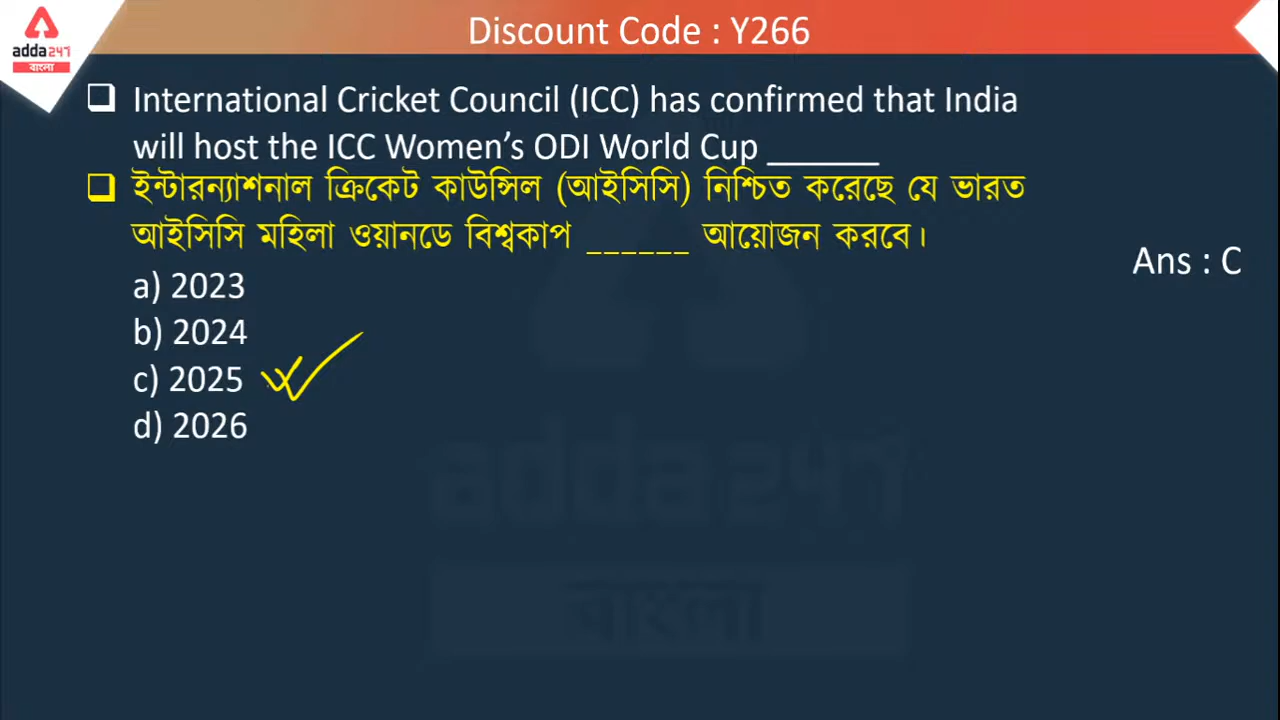 Discount Code : Y266
adda247
বাংলা
International Cricket Council (ICC) has confirmed that India
will host the ICC Women's ODI World Cup ______
ইন্টারন্যাশনাল ক্রিকেট কাউন্সিল (আইসিসি) নিশ্চিত করেছে যে ভারত
আইসিসি মহিলা ওয়ানডে বিশ্বকাপ ______ আয়োজন করবে।
Ans : C
a) 2023
b) 2024
c) 2025
d) 2026
adda247
বাংলা